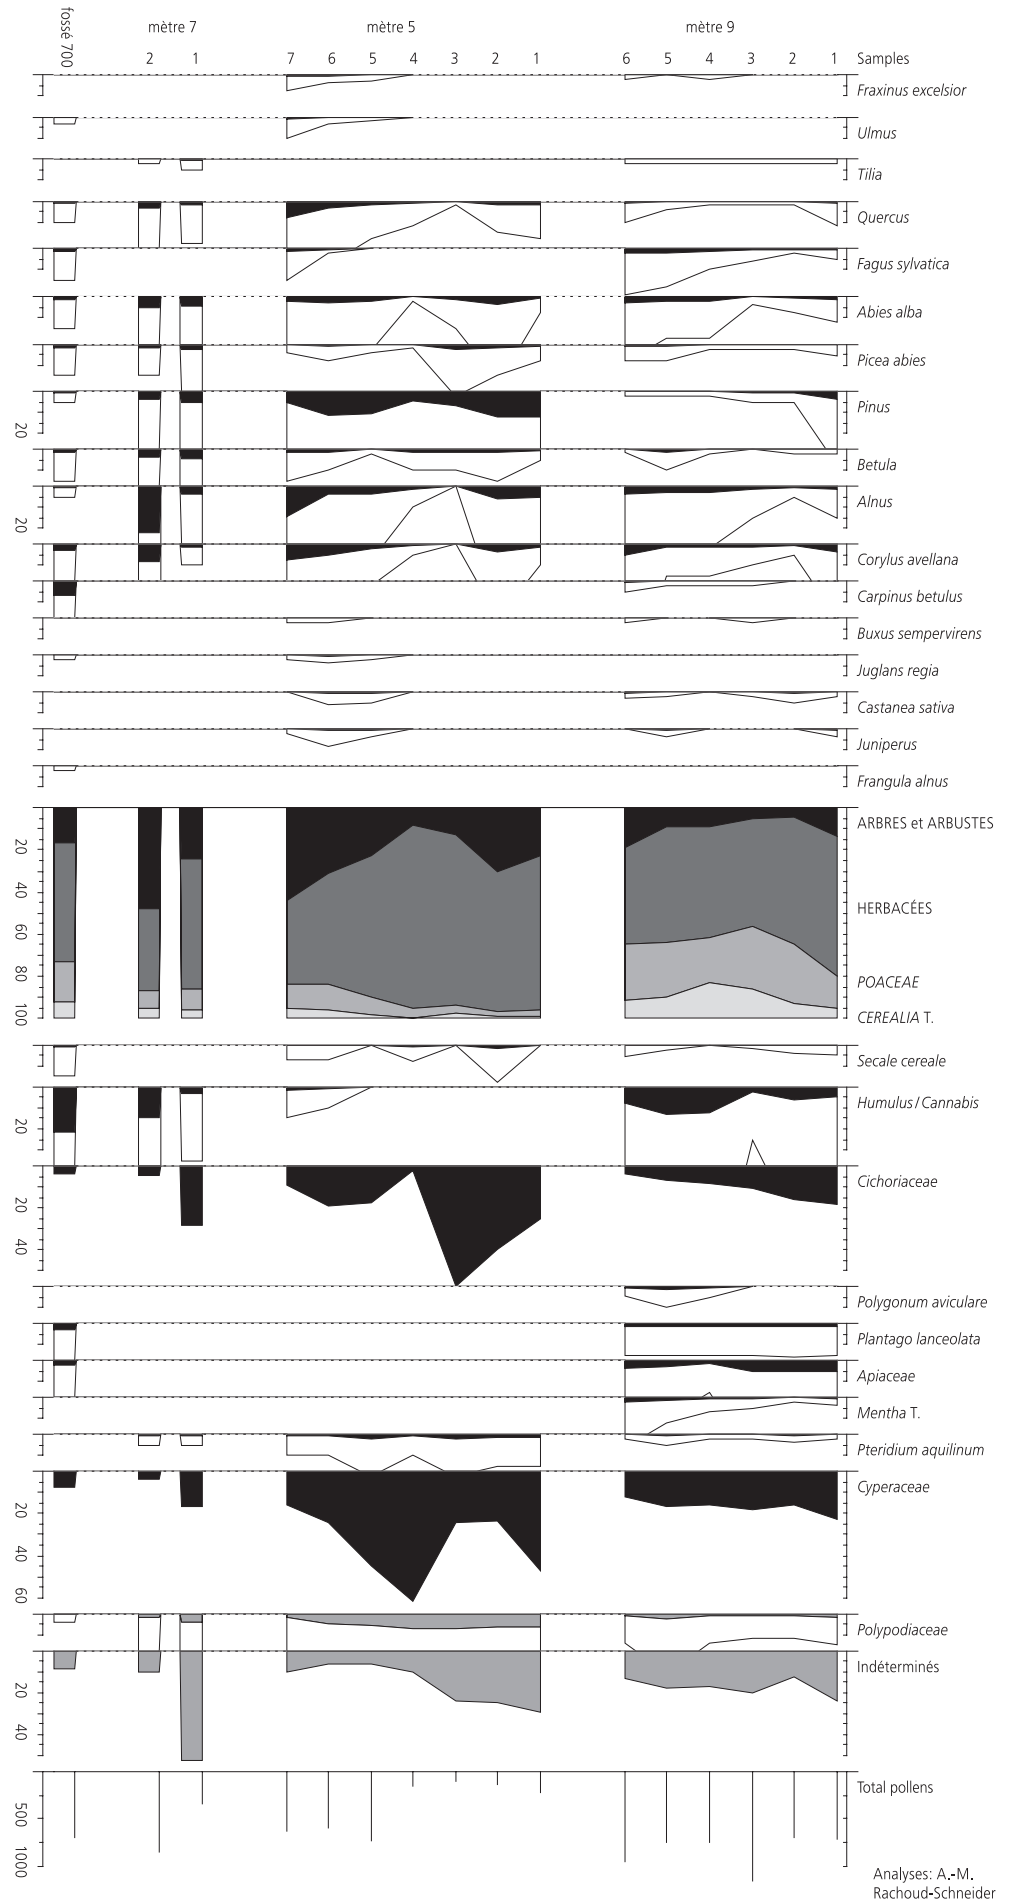 fossé 700
mètre 7
mètre 5
mètre 9
2 1 7 6 5 4 3 2 1 6 5 4 3 2 1 Samples
Fraxinus excelsior
Ulmus
Tilia
Quercus
Fagus sylvatica
Abies alba
Picea abies
Pinus
20
Betula
Alnus
20
Corylus avellana
Carpinus betulus
Buxus sempervirens
Juglans regia
Castanea sativa
Juniperus
Frangula alnus
ARBRES et ARBUSTES
20
40
HERBACÉES
60
80
POACEAE
100
CEREALIA T.
Secale cereale
Humulus/Cannabis
20
Cichoriaceae
20
40
Polygonum aviculare
Plantago lanceolata
Apiaceae
Mentha T.
Pteridium aquilinum
Cyperaceae
20
40
60
Polypodiaceae
Indéterminés
20
40
Total pollens
500
1000
Analyses: A.-M.
Rachoud-Schneider